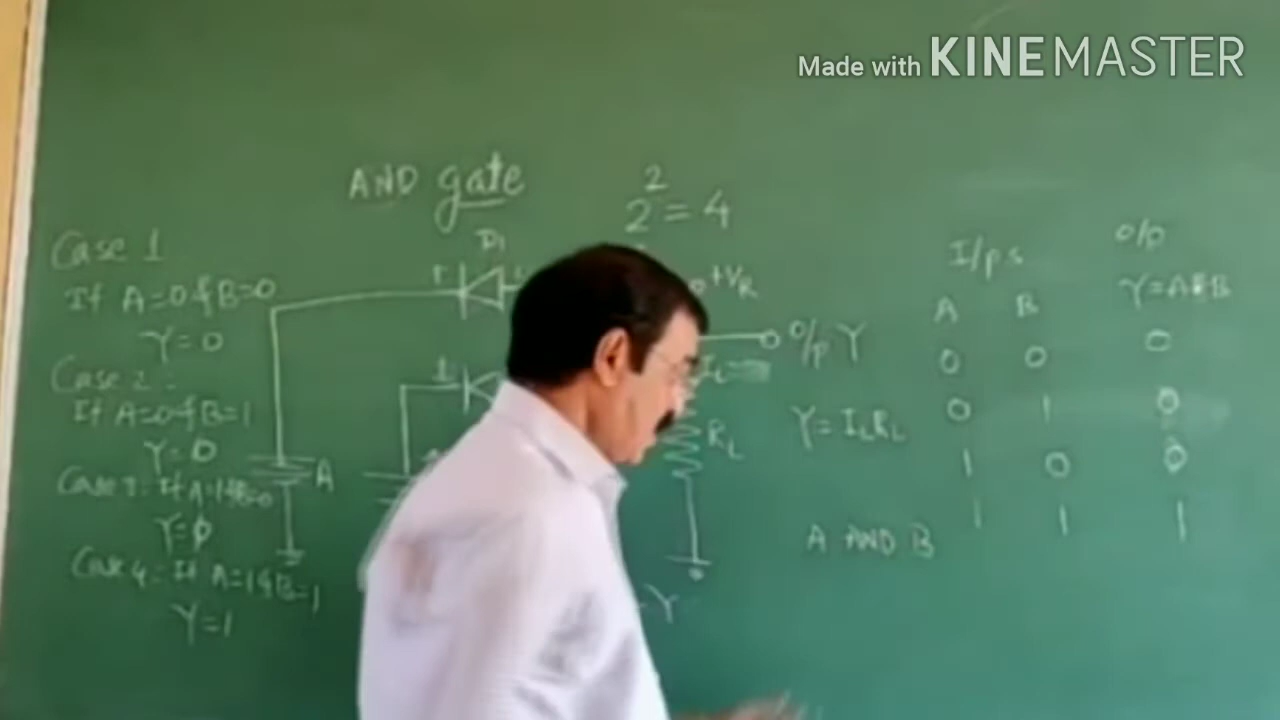 Made with KINEMASTER
AND gate
2² = 4
Case 1
If A=0 & B=0
Y = 0
Case 2 :
If A=0 & B=1
Y = 0
Case 3 : If A=1 & B=0
Y = 0
Case 4 : If A=1 & B=1
Y = 1
D1
A
+VR
O/p Y
IL
RL
Y = ILRL
A AND B
Y
I/p s
O/p
A B Y = A & B
0 0 0
0 1 0
1 0 0
1 1 1